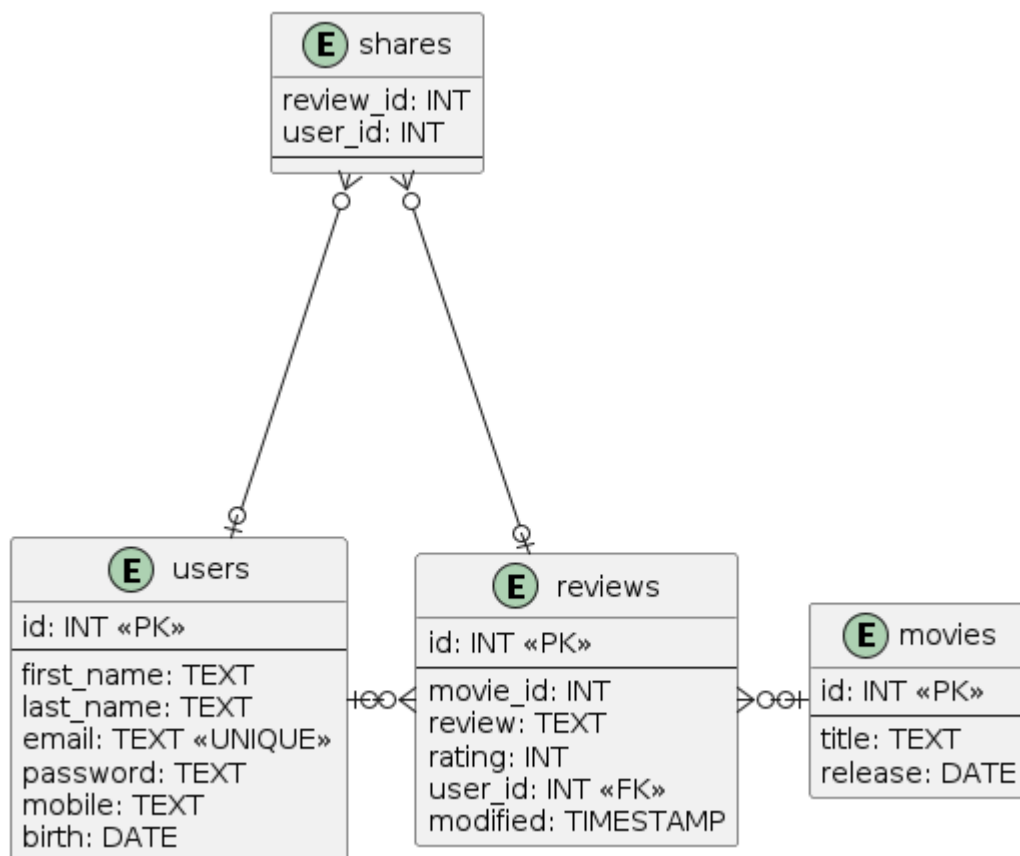 E shares
review_id: INT
user_id: INT
E users
id: INT «PK»
first_name: TEXT
last_name: TEXT
email: TEXT «UNIQUE»
password: TEXT
mobile: TEXT
birth: DATE
E reviews
id: INT «PK»
movie_id: INT
review: TEXT
rating: INT
user_id: INT «FK»
modified: TIMESTAMP
E movies
id: INT «PK»
title: TEXT
release: DATE